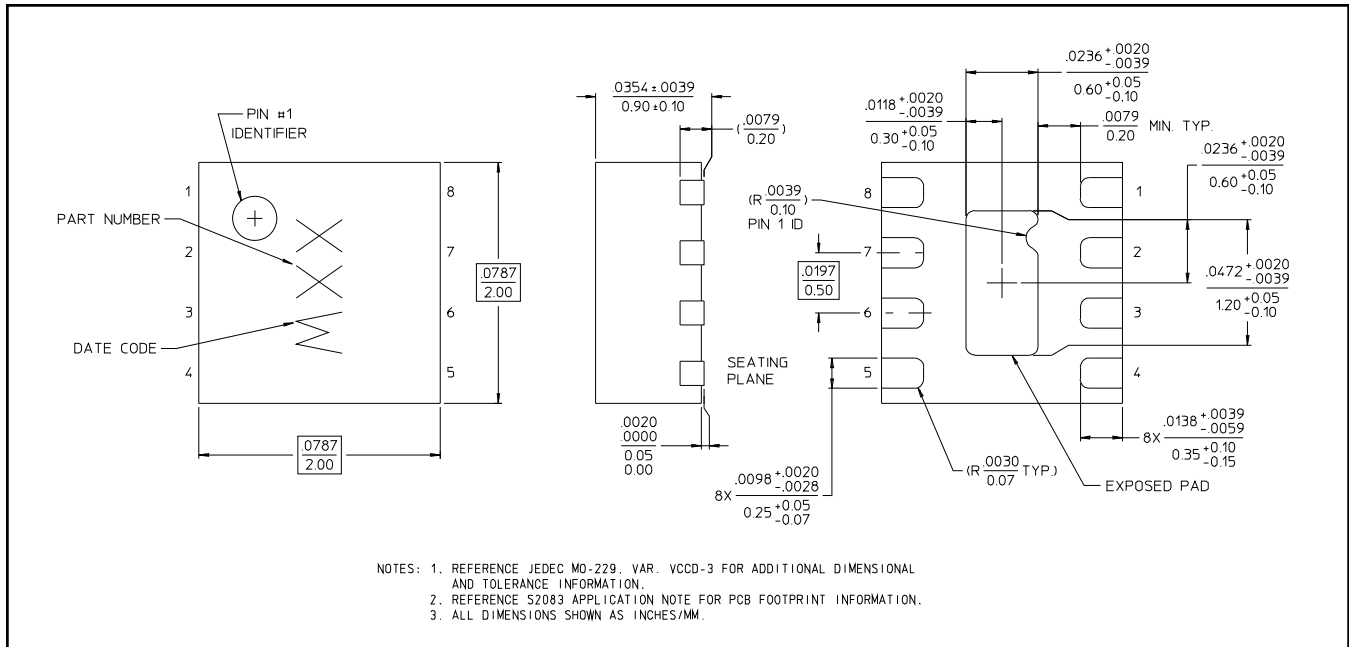 PIN #1
IDENTIFIER
PART NUMBER
DATE CODE
1
2
3
4
8
7
6
5
XX
Z
.0787
2.00
.0787
2.00
.0354 ±.0039
0.90 ±0.10
(.0079
0.20)
SEATING
PLANE
.0020
.0000
0.05
0.00
.0236 +.0020
-.0039
0.60 +0.05
-0.10
.0118 +.0020
-.0039
0.30 +0.05
-0.10
.0079
0.20
MIN. TYP.
.0236 +.0020
-.0039
0.60 +0.05
-0.10
(R .0039
0.10)
PIN 1 ID
8
7
6
5
1
2
3
4
.0197
0.50
.0472 +.0020
-.0039
1.20 +0.05
-0.10
8X .0138 +.0039
-.0059
0.35 +0.10
-0.15
(R .0030
0.07 TYP.)
EXPOSED PAD
8X .0098 +.0020
-.0028
0.25 +0.05
-0.07
NOTES: 1. REFERENCE JEDEC MO-229, VAR. VCCD-3 FOR ADDITIONAL DIMENSIONAL
AND TOLERANCE INFORMATION.
2. REFERENCE S2083 APPLICATION NOTE FOR PCB FOOTPRINT INFORMATION.
3. ALL DIMENSIONS SHOWN AS INCHES/MM.